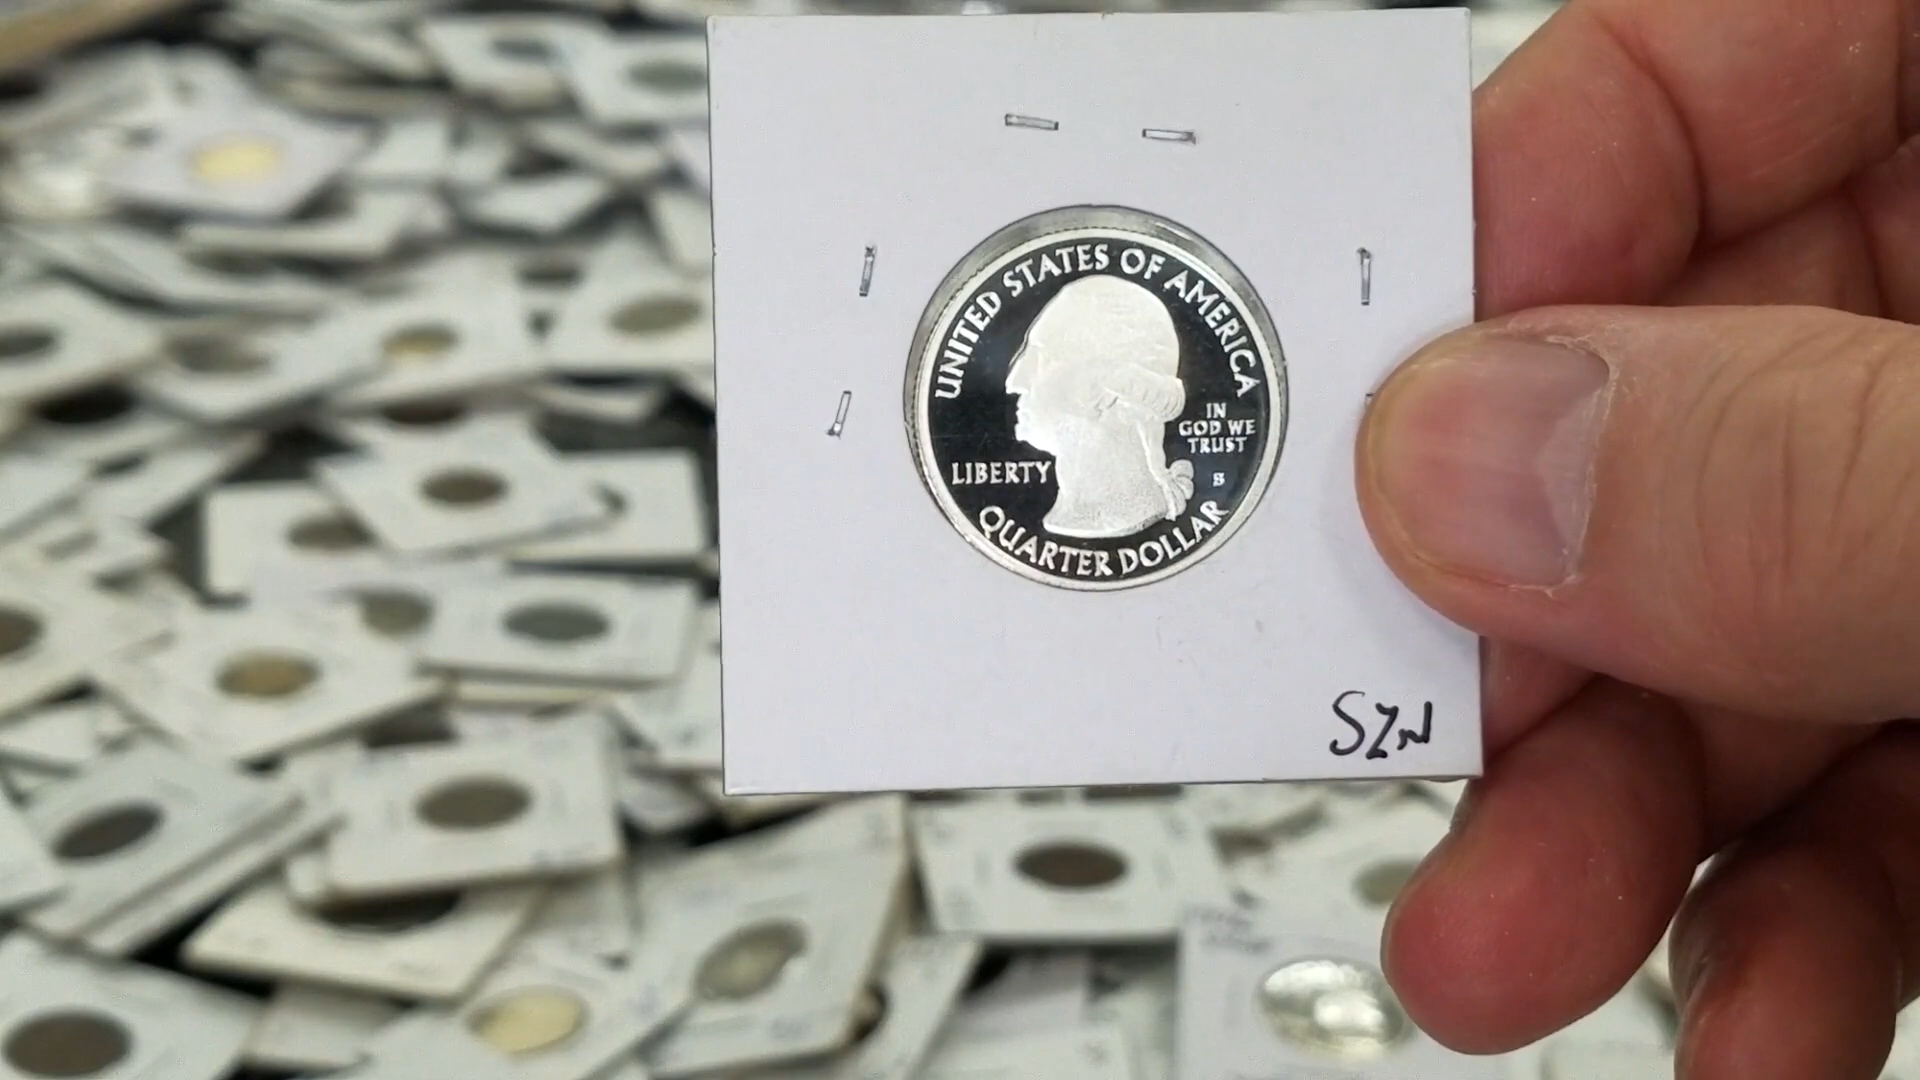 UNITED STATES OF AMERICA
IN
GOD WE
TRUST
LIBERTY
S
QUARTER DOLLAR